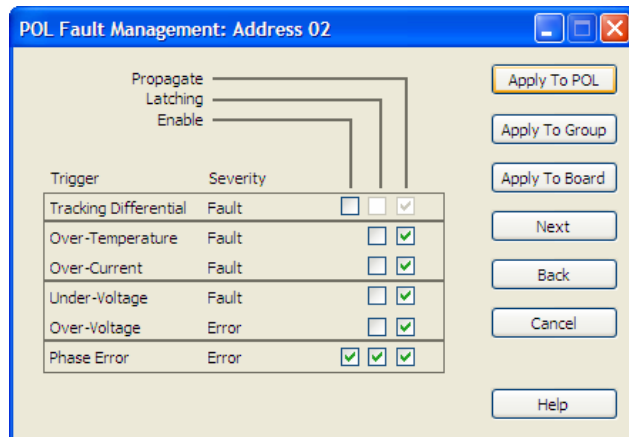 POL Fault Management: Address 02
Propagate
Latching
Enable
Trigger Severity
Tracking Differential Fault
Over-Temperature Fault
Over-Current Fault
Under-Voltage Fault
Over-Voltage Error
Phase Error Error
Apply To POL
Apply To Group
Apply To Board
Next
Back
Cancel
Help